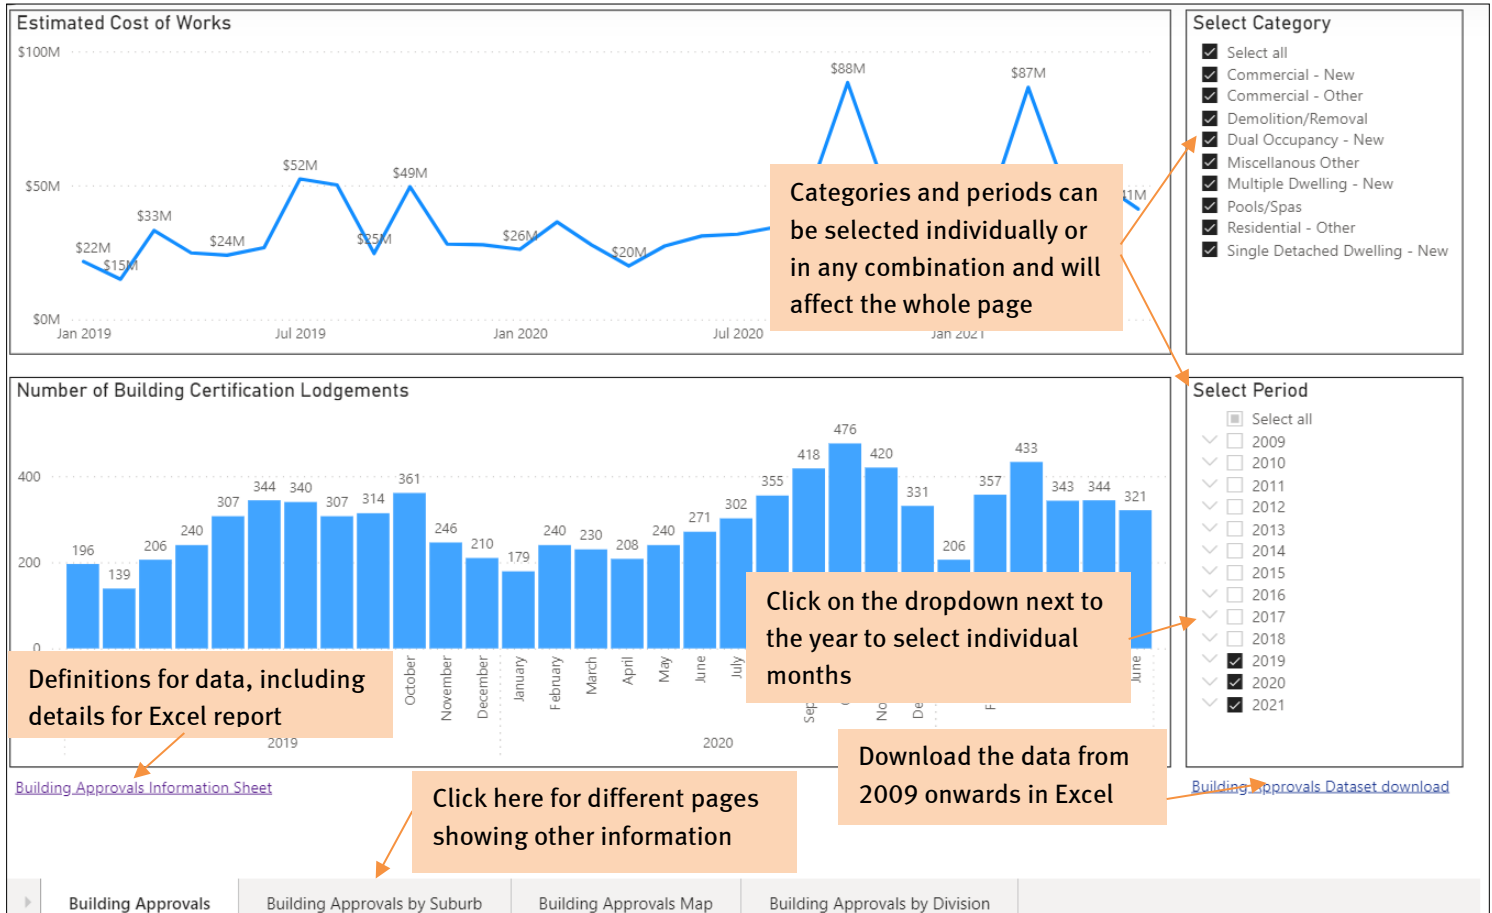 Estimated Cost of Works
$100M
$88M
$87M
$52M
$49M
$50M
$33M
$22M
$15M
$24M
$25M
$26M
$20M
41M
$0M
Jan 2019
Jul 2019
Jan 2020
Jul 2020
Jan 2021
Categories and periods can
be selected individually or
in any combination and will
affect the whole page
Select Category
Select all
Commercial - New
Commercial - Other
Demolition/Removal
Dual Occupancy - New
Miscellanous Other
Multiple Dwelling - New
Pools/Spas
Residential - Other
Single Detached Dwelling - New
Number of Building Certification Lodgements
400
200
0
196
139
206
240
307
344
340
307
314
361
246
210
179
240
230
208
240
271
302
355
418
476
420
331
206
357
433
343
344
321
October
November
December
January
February
March
April
May
June
July
Sep
No
De
F
June
2019
2020
Click on the dropdown next to
the year to select individual
months
Definitions for data, including
details for Excel report
Select Period
Select all
2009
2010
2011
2012
2013
2014
2015
2016
2017
2018
2019
2020
2021
Download the data from
2009 onwards in Excel
Building Approvals Information Sheet
Building Approvals Dataset download
Click here for different pages
showing other information
Building Approvals
Building Approvals by Suburb
Building Approvals Map
Building Approvals by Division